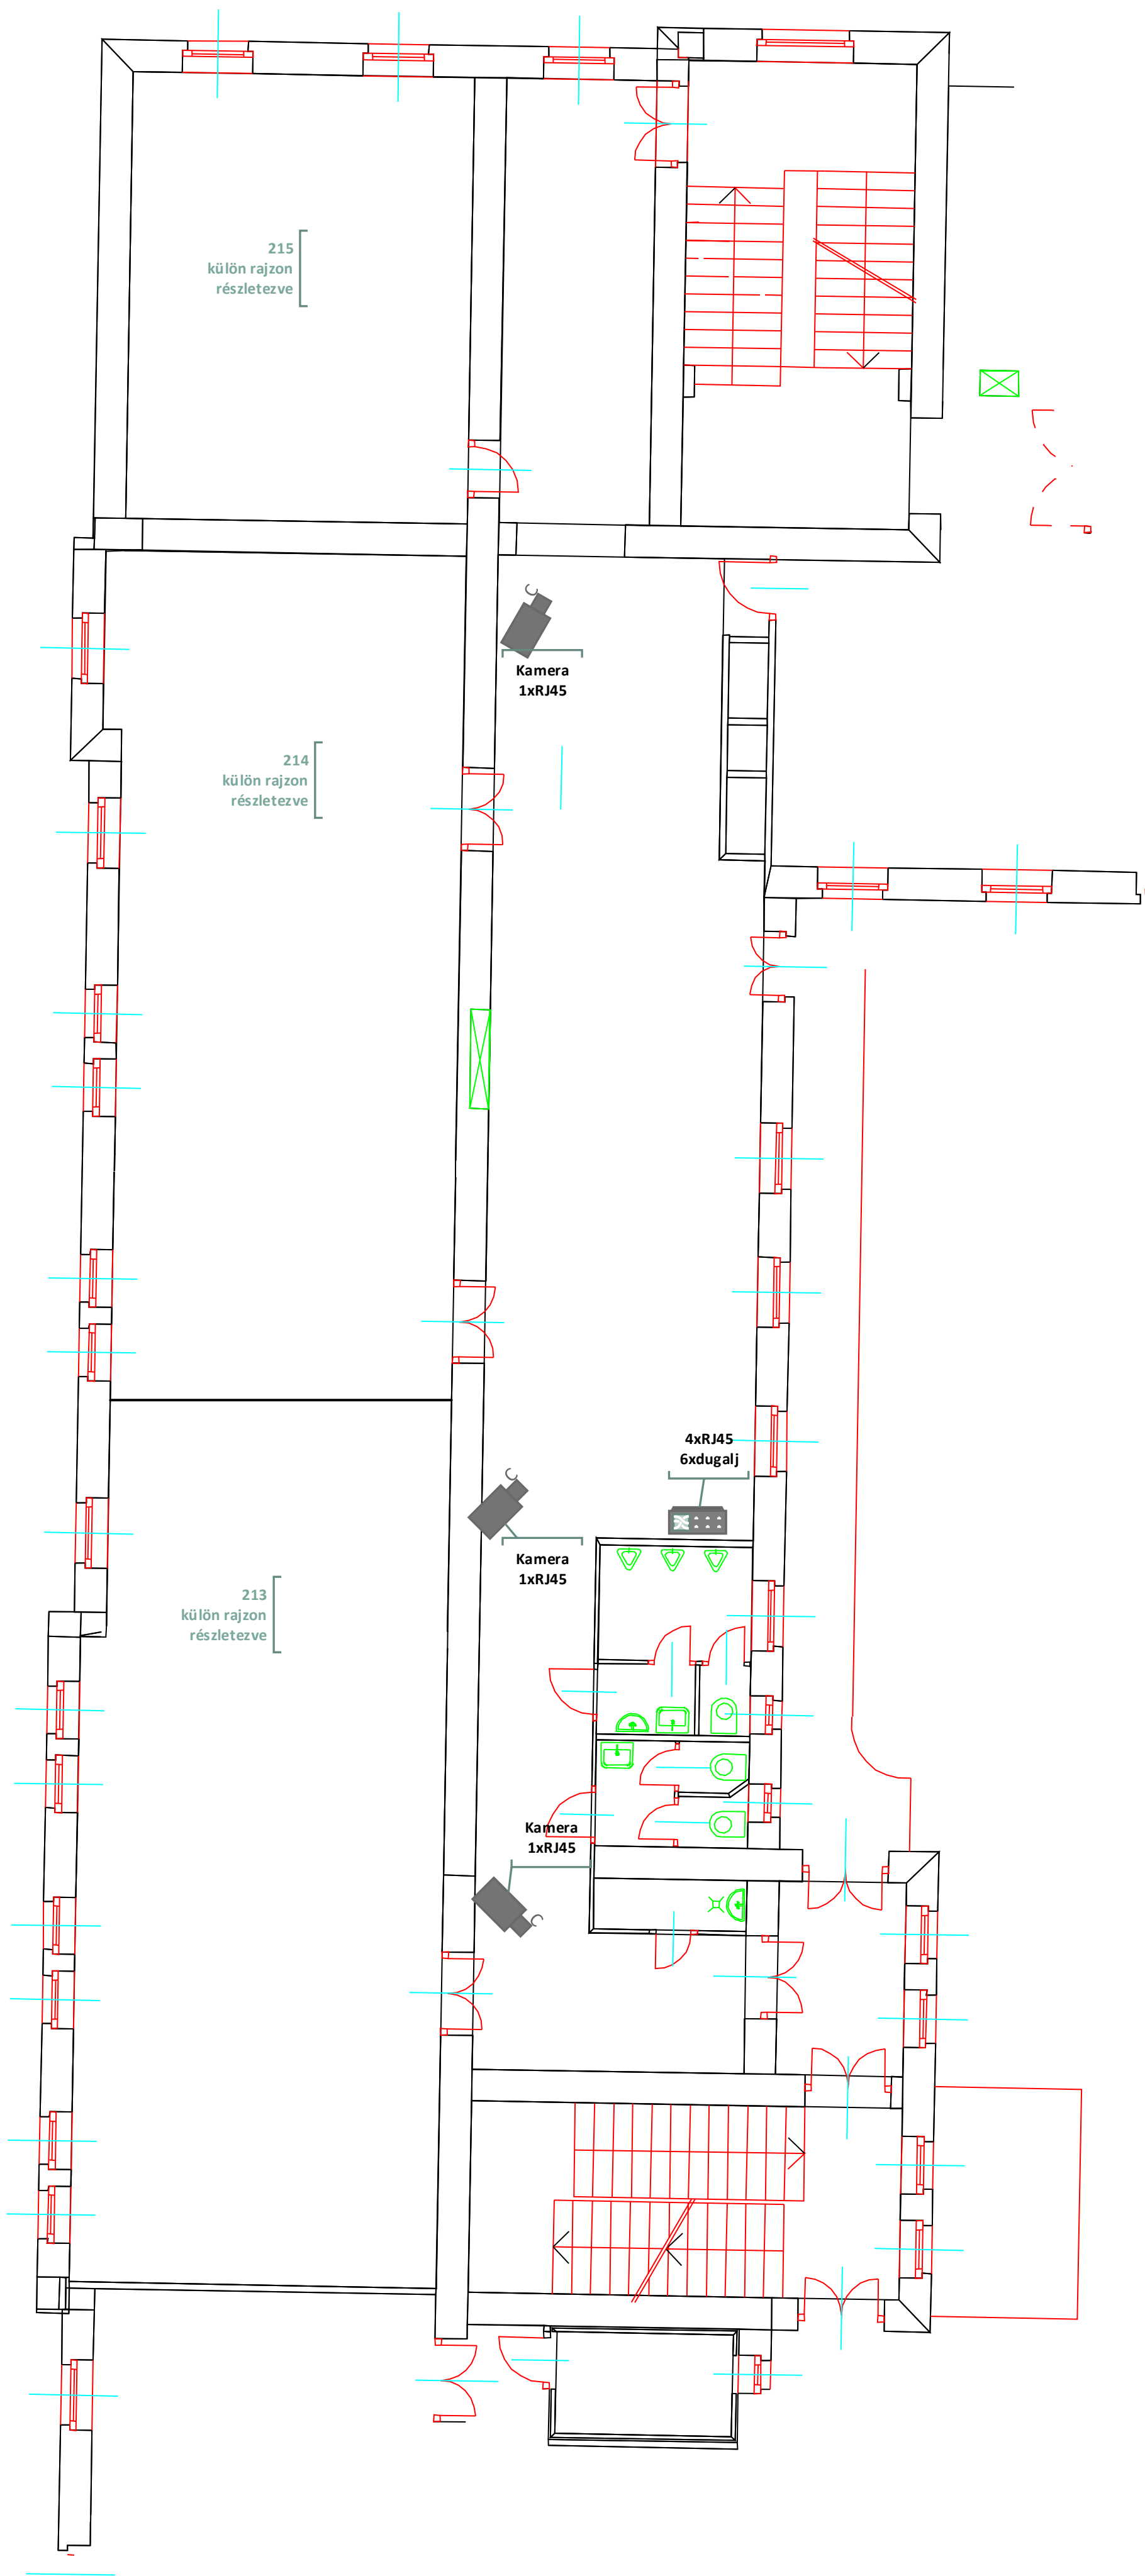 215
külön rajzon
részletezve
Kamera
1xRJ45
214
külön rajzon
részletezve
4xRJ45
6xdugalj
Kamera
1xRJ45
213
külön rajzon
részletezve
Kamera
1xRJ45